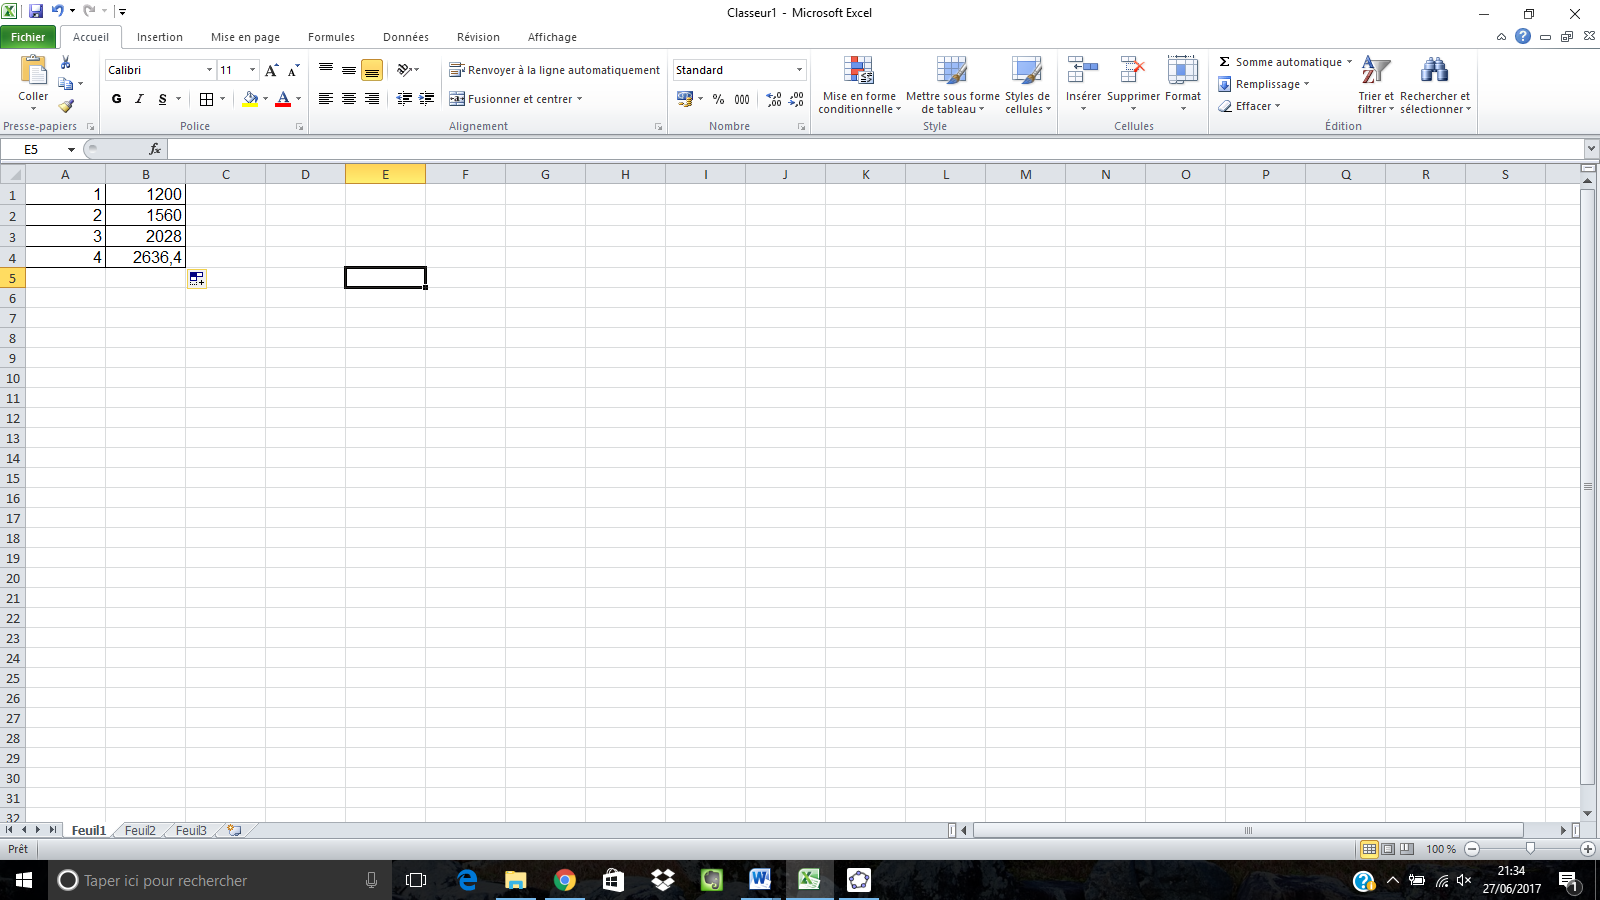 Classeur1 - Microsoft Excel
Fichier Accueil Insertion Mise en page Formules Données Révision Affichage
Coller
Presse-papiers
Calibri 11
G I S
Police
Renvoyer à la ligne automatiquement
Fusionner et centrer
Alignement
Standard
% 000
Nombre
Mise en forme conditionnelle
Mettre sous forme de tableau
Styles de cellules
Style
Insérer Supprimer Format
Cellules
Σ Somme automatique
Remplissage
Effacer
Trier et filtrer
Rechercher et sélectionner
Édition
E5 fx
A B C D E F G H I J K L M N O P Q R S
1 1 1200
2 2 1560
3 3 2028
4 4 2636,4
5
6
7
8
9
10
11
12
13
14
15
16
17
18
19
20
21
22
23
24
25
26
27
28
29
30
31
32
Feuil1 Feuil2 Feuil3
Prêt 100 %
Taper ici pour rechercher
21:34
27/06/2017
1